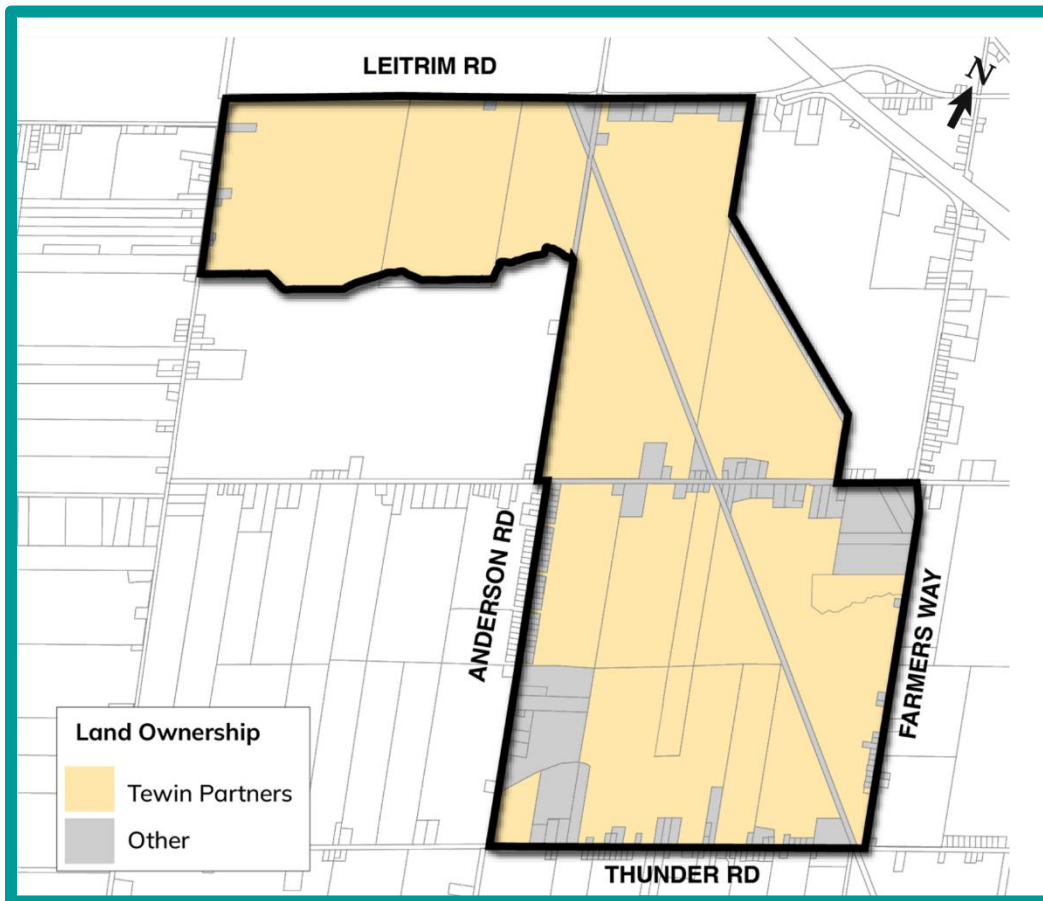 LEITRIM RD
N
ANDERSON RD
FARMERS WAY
Land Ownership
Tewin Partners
Other
THUNDER RD